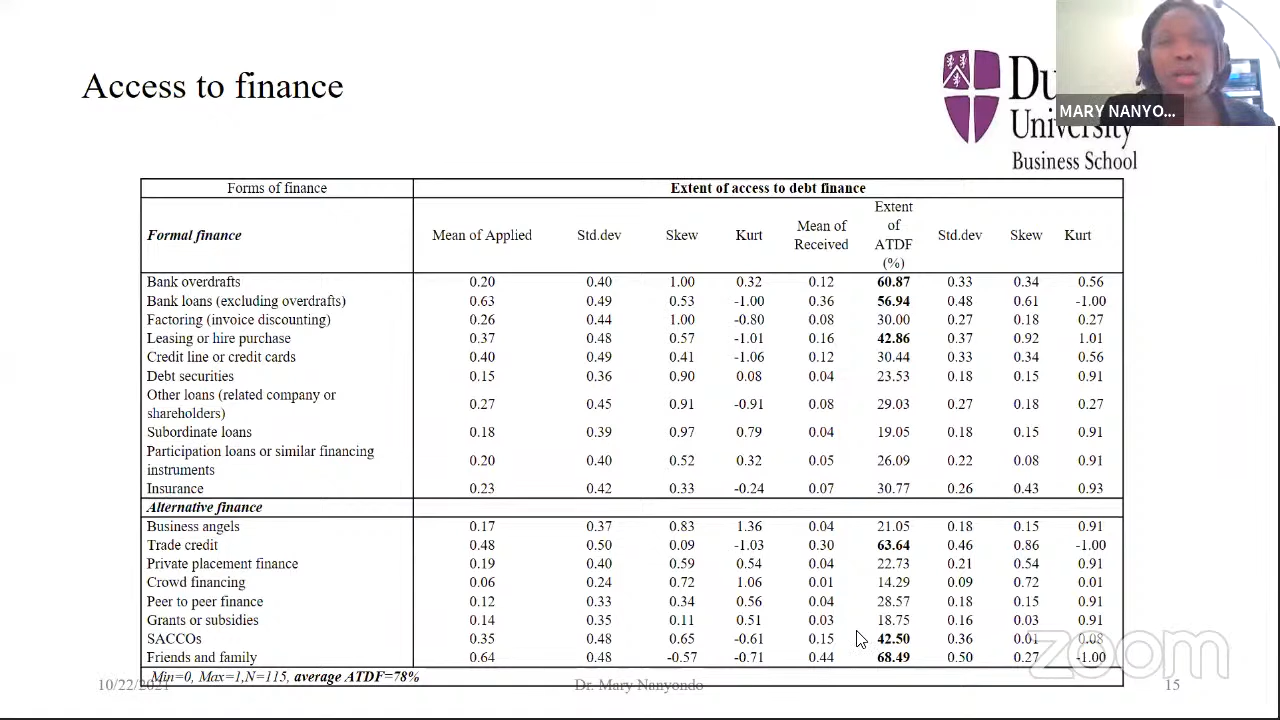 Access to finance
Du
University
Business School
MARY NANYO...
Forms of finance Extent of access to debt finance
Formal finance Mean of Applied Std.dev Skew Kurt Mean of Received Extent of ATDF (%) Std.dev Skew Kurt
Bank overdrafts 0.20 0.40 1.00 0.32 0.12 60.87 0.33 0.34 0.56
Bank loans (excluding overdrafts) 0.63 0.49 0.53 -1.00 0.36 56.94 0.48 0.61 -1.00
Factoring (invoice discounting) 0.26 0.44 1.00 -0.80 0.08 30.00 0.27 0.18 0.27
Leasing or hire purchase 0.37 0.48 0.57 -1.01 0.16 42.86 0.37 0.92 1.01
Credit line or credit cards 0.40 0.49 0.41 -1.06 0.12 30.44 0.33 0.34 0.56
Debt securities 0.15 0.36 0.90 0.08 0.04 23.53 0.18 0.15 0.91
Other loans (related company or shareholders) 0.27 0.45 0.91 -0.91 0.08 29.03 0.27 0.18 0.27
Subordinate loans 0.18 0.39 0.97 0.79 0.04 19.05 0.18 0.15 0.91
Participation loans or similar financing instruments 0.20 0.40 0.52 0.32 0.05 26.09 0.22 0.08 0.91
Insurance 0.23 0.42 0.33 -0.24 0.07 30.77 0.26 0.43 0.93
Alternative finance
Business angels 0.17 0.37 0.83 1.36 0.04 21.05 0.18 0.15 0.91
Trade credit 0.48 0.50 0.09 -1.03 0.30 63.64 0.46 0.86 -1.00
Private placement finance 0.19 0.40 0.59 0.54 0.04 22.73 0.21 0.54 0.91
Crowd financing 0.06 0.24 0.72 1.06 0.01 14.29 0.09 0.72 0.01
Peer to peer finance 0.12 0.33 0.34 0.56 0.04 28.57 0.18 0.15 0.91
Grants or subsidies 0.14 0.35 0.11 0.51 0.03 18.75 0.16 0.03 0.91
SACCOs 0.35 0.48 0.65 -0.61 0.15 42.50 0.36 0.01 0.08
Friends and family 0.64 0.48 -0.57 -0.71 0.44 68.49 0.50 0.27 -1.00
Min=0, Max=1,N=115, average ATDF=78%
10/22/2021 Dr. Mary Nanyondo 15
zoom